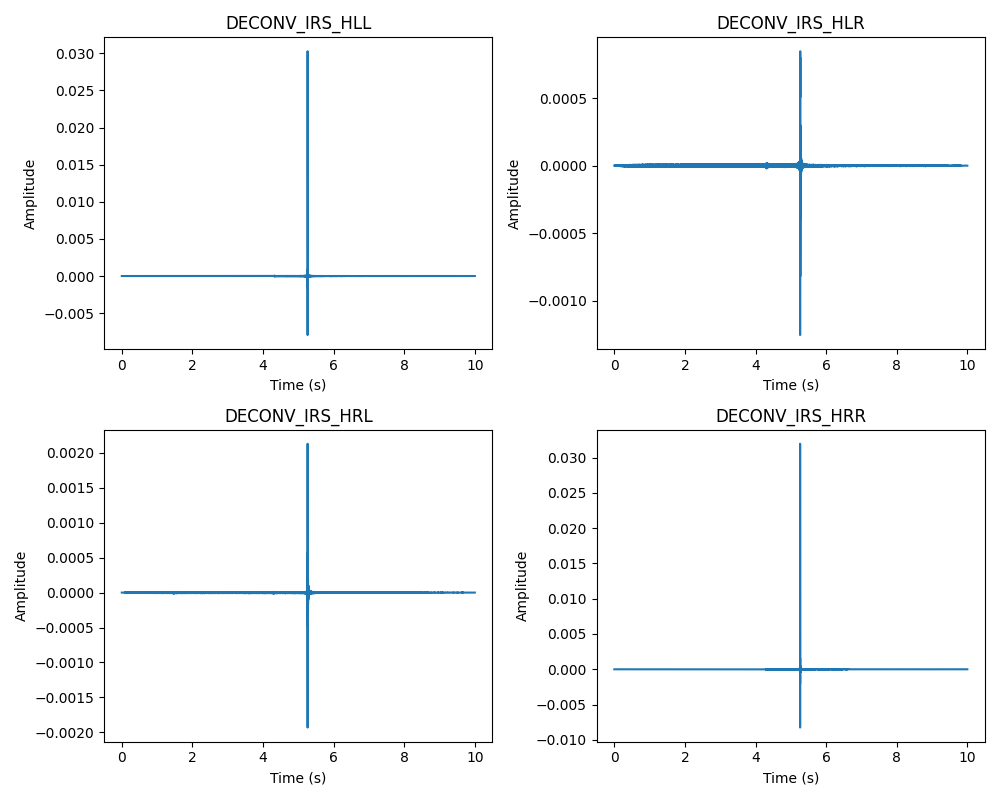 DECONV_IRS_HLL
Amplitude
0.030
0.025
0.020
0.015
0.010
0.005
0.000
−0.005
0 2 4 6 8 10
Time (s)
DECONV_IRS_HLR
Amplitude
0.0005
0.0000
−0.0005
−0.0010
0 2 4 6 8 10
Time (s)
DECONV_IRS_HRL
Amplitude
0.0020
0.0015
0.0010
0.0005
0.0000
−0.0005
−0.0010
−0.0015
−0.0020
0 2 4 6 8 10
Time (s)
DECONV_IRS_HRR
Amplitude
0.030
0.025
0.020
0.015
0.010
0.005
0.000
−0.005
−0.010
0 2 4 6 8 10
Time (s)